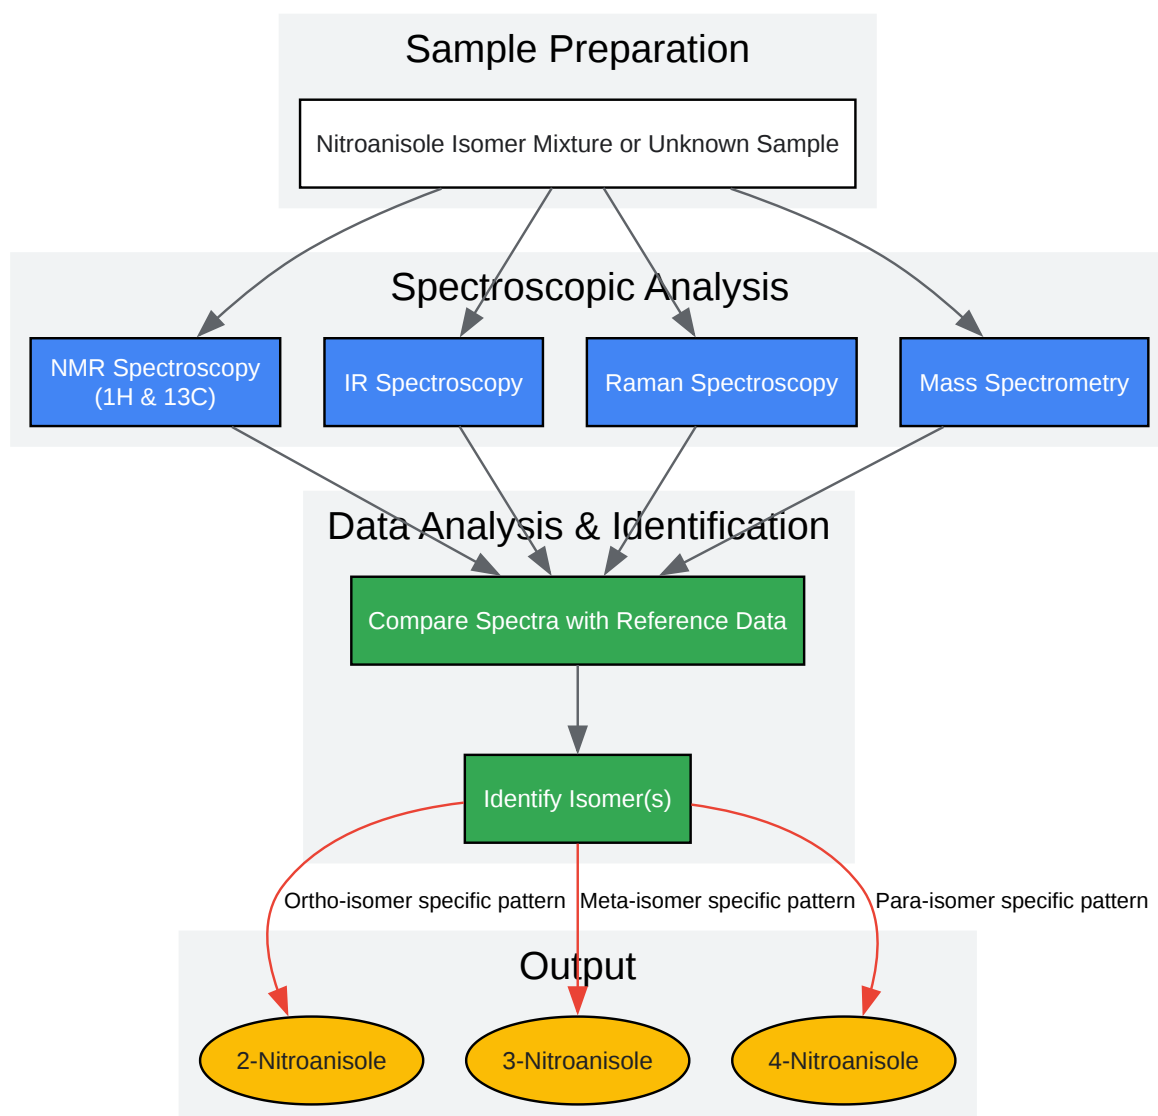 Sample Preparation
Nitroanisole Isomer Mixture or Unknown Sample
Spectroscopic Analysis
NMR Spectroscopy
(1H & 13C)
IR Spectroscopy
Raman Spectroscopy
Mass Spectrometry
Data Analysis & Identification
Compare Spectra with Reference Data
Identify Isomer(s)
Ortho-isomer specific pattern
Meta-isomer specific pattern
Para-isomer specific pattern
Output
2-Nitroanisole
3-Nitroanisole
4-Nitroanisole